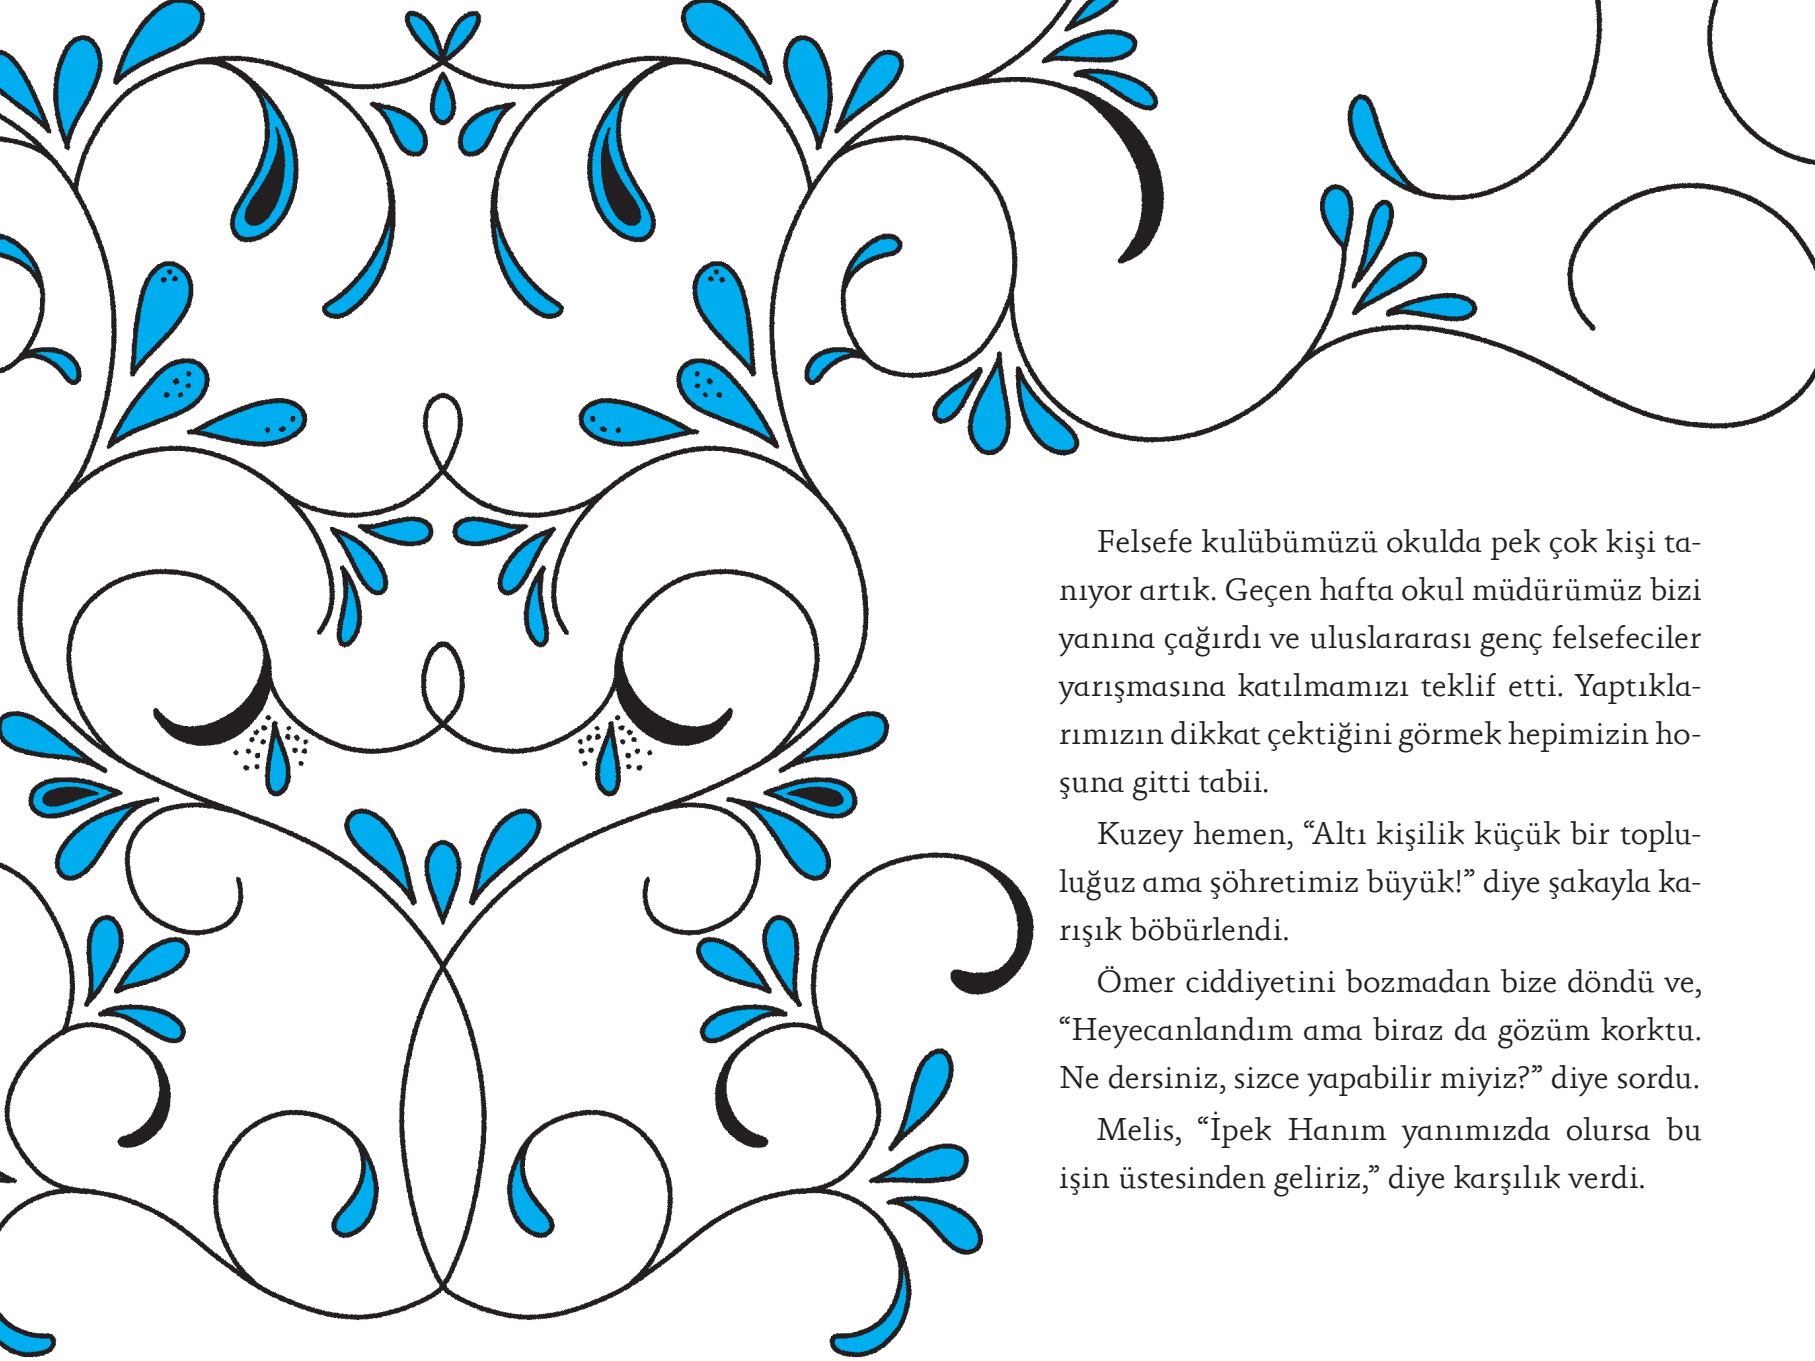 Felsefe kulübümüzü okulda pek çok kişi ta-
nıyor artık. Geçen hafta okul müdürümüz bizi
yanına çağırdı ve uluslararası genç felsefeciler
yarışmasına katılmamızı teklif etti. Yaptıkla-
rımızın dikkat çektiğini görmek hepimizin ho-
şuna gitti tabii.
Kuzey hemen, “Altı kişilik küçük bir toplu-
luğuz ama şöhretimiz büyük!” diye şakayla ka-
rışık böbürlendi.
Ömer ciddiyetini bozmadan bize döndü ve,
“Heyecanlandım ama biraz da gözüm korktu.
Ne dersiniz, sizce yapabilir miyiz?” diye sordu.
Melis, “İpek Hanım yanımızda olursa bu
işin üstesinden geliriz,” diye karşılık verdi.